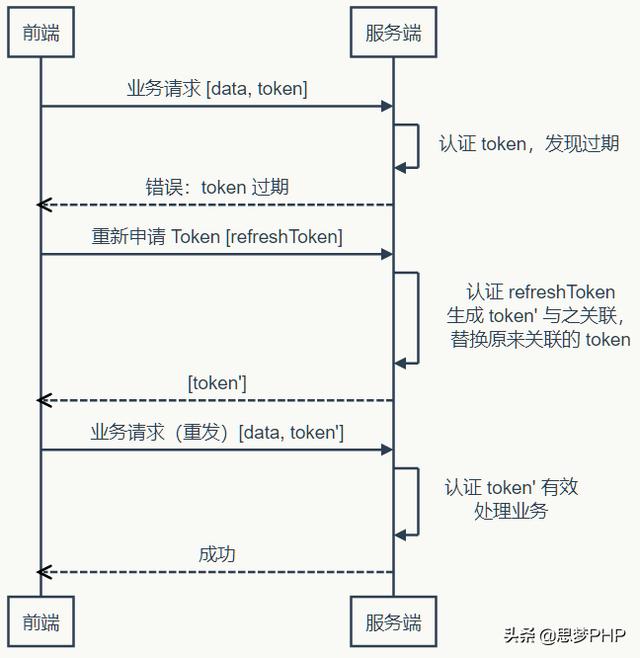 前端
服务端
业务请求 [data, token]
认证 token，发现过期
错误：token 过期
重新申请 Token [refreshToken]
认证 refreshToken
生成 token' 与之关联，
替换原来关联的 token
[token']
业务请求（重发）[data, token']
认证 token' 有效
处理业务
成功
前端
服务端
头条 @思梦PHP